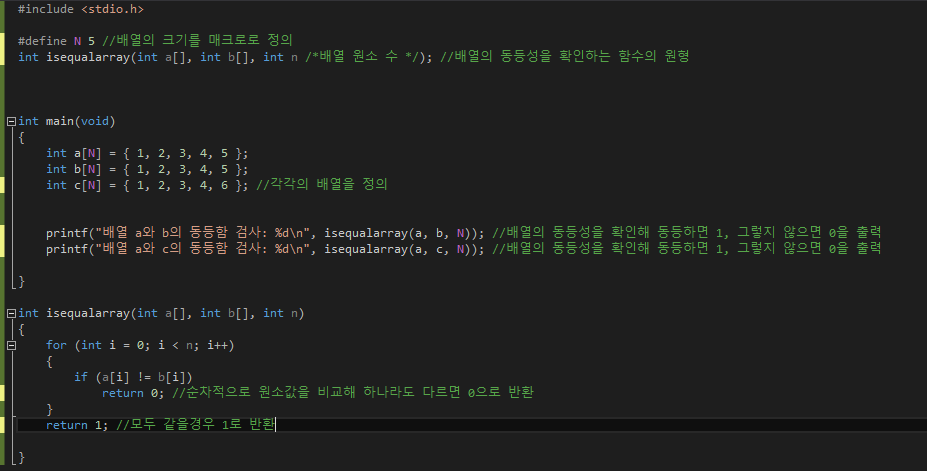 #include <stdio.h>
#define N 5 //배열의 크기를 매크로로 정의
int isequalarray(int a[], int b[], int n /*배열 원소 수 */); //배열의 동등성을 확인하는 함수의 원형
int main(void)
{
int a[N] = { 1, 2, 3, 4, 5 };
int b[N] = { 1, 2, 3, 4, 5 };
int c[N] = { 1, 2, 3, 4, 6 }; //각각의 배열을 정의
printf("배열 a와 b의 동등함 검사: %d\n", isequalarray(a, b, N)); //배열의 동등성을 확인해 동등하면 1, 그렇지 않으면 0을 출력
printf("배열 a와 c의 동등함 검사: %d\n", isequalarray(a, c, N)); //배열의 동등성을 확인해 동등하면 1, 그렇지 않으면 0을 출력
}
int isequalarray(int a[], int b[], int n)
{
for (int i = 0; i < n; i++)
{
if (a[i] != b[i])
return 0; //순차적으로 원소값을 비교해 하나라도 다르면 0으로 반환
}
return 1; //모두 같을경우 1로 반환
}